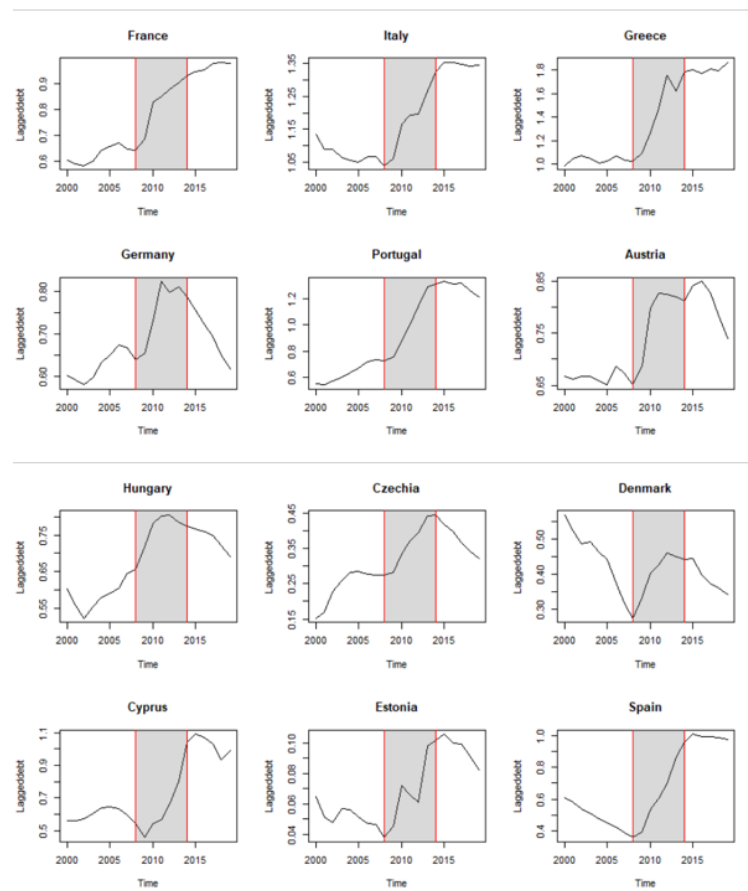 France
Laggeddebt
0.9
0.8
0.7
0.6
2000 2005 2010 2015
Time
Italy
Laggeddebt
1.35
1.25
1.15
1.05
2000 2005 2010 2015
Time
Greece
Laggeddebt
1.8
1.6
1.4
1.2
1.0
2000 2005 2010 2015
Time
Germany
Laggeddebt
0.80
0.70
0.60
2000 2005 2010 2015
Time
Portugal
Laggeddebt
1.2
1.0
0.8
0.6
2000 2005 2010 2015
Time
Austria
Laggeddebt
0.85
0.75
0.65
2000 2005 2010 2015
Time
Hungary
Laggeddebt
0.75
0.65
0.55
2000 2005 2010 2015
Time
Czechia
Laggeddebt
0.45
0.35
0.25
0.15
2000 2005 2010 2015
Time
Denmark
Laggeddebt
0.50
0.40
0.30
2000 2005 2010 2015
Time
Cyprus
Laggeddebt
1.1
0.9
0.7
0.5
2000 2005 2010 2015
Time
Estonia
Laggeddebt
0.10
0.08
0.06
0.04
2000 2005 2010 2015
Time
Spain
Laggeddebt
1.0
0.8
0.6
0.4
2000 2005 2010 2015
Time